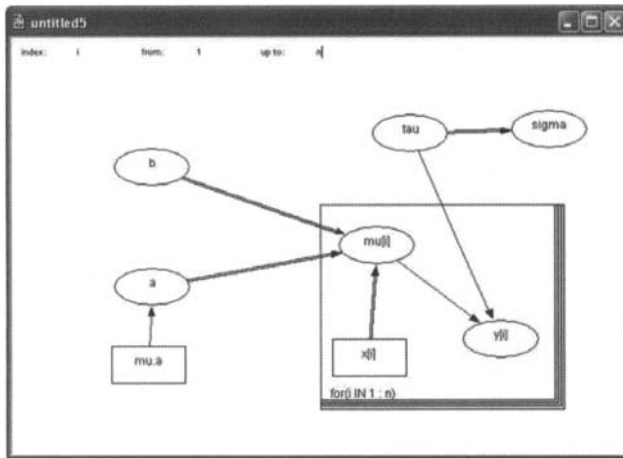 untitled5
index: i from: 1 up to: n
tau
sigma
b
mu[i]
a
y[i]
x[i]
mu.a
for(i IN 1 : n)